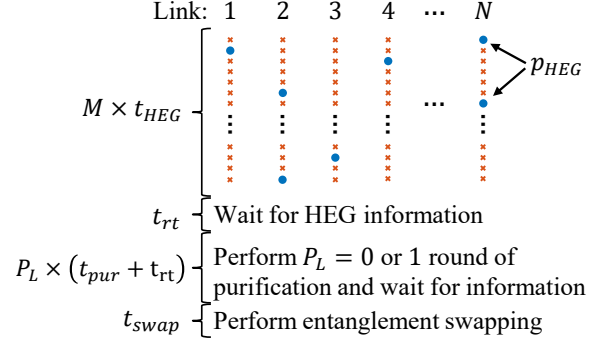 Link: 1 2 3 4 ... N
p_HEG
M × t_HEG
...
t_rt Wait for HEG information
P_L × (t_pur + t_rt) Perform P_L = 0 or 1 round of
purification and wait for information
t_swap Perform entanglement swapping